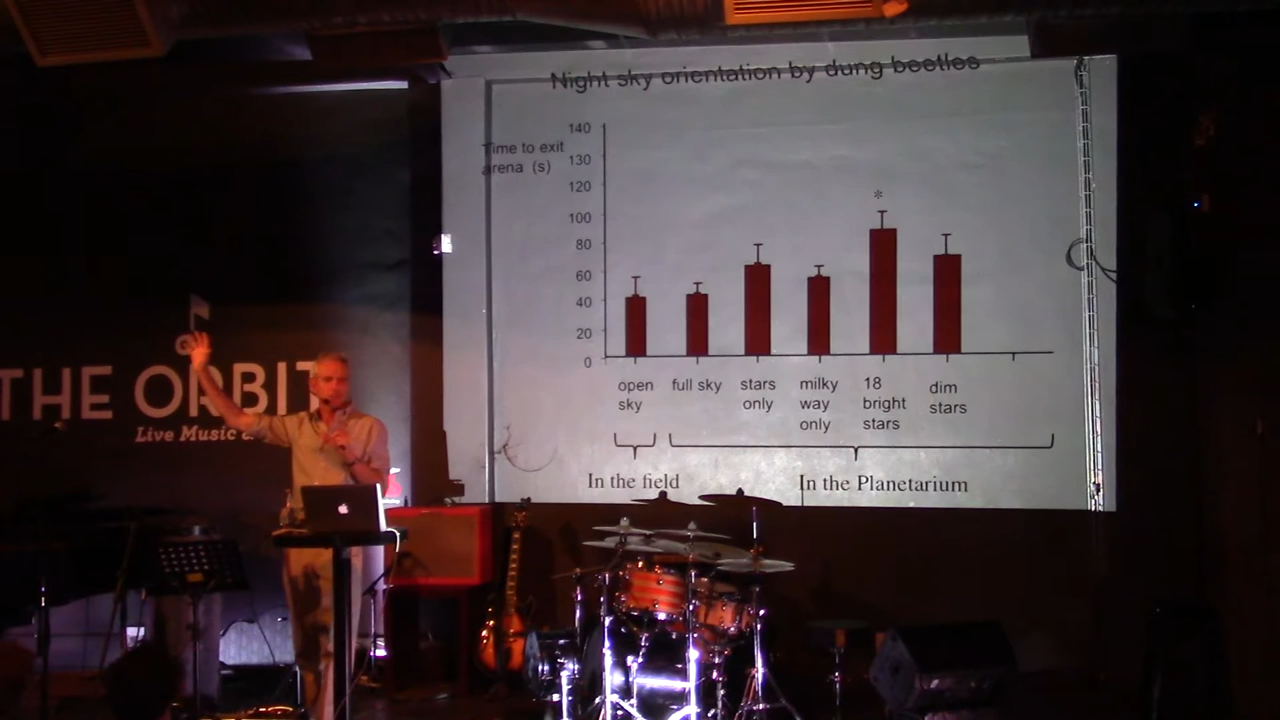 Night sky orientation by dung beetles
140
Time to exit
130
arena (s)
120
100
80
60
40
20
0
*
open
sky
full sky
stars
only
milky
way
only
18
bright
stars
dim
stars
In the field
In the Planetarium
THE ORBIT
Live Music &